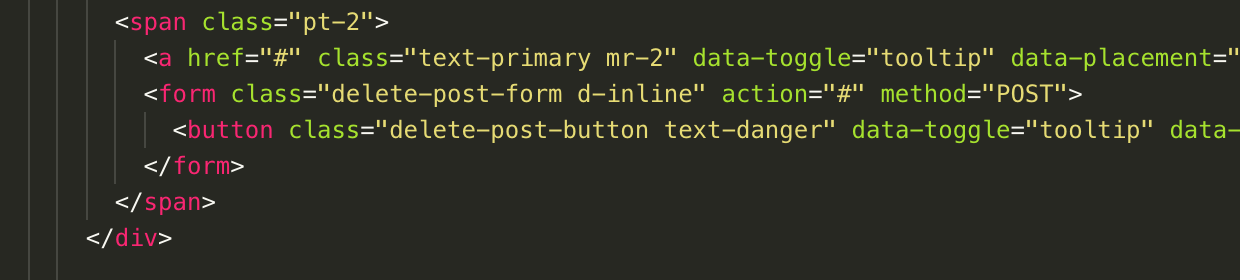 <span class="pt-2">
<a href="#" class="text-primary mr-2" data-toggle="tooltip" data-placement="
<form class="delete-post-form d-inline" action="#" method="POST">
<button class="delete-post-button text-danger" data-toggle="tooltip" data-
</form>
</span>
</div>